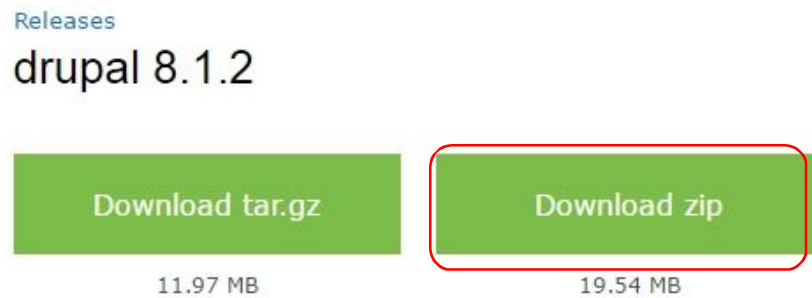 Releases
drupal 8.1.2
Download tar.gz
Download zip
11.97 MB
19.54 MB